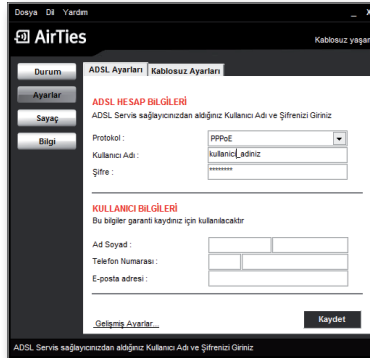 Dosya Dil Yardım
AirTies
Kablosuz yaşam
Durum
Ayarlar
Sayaç
Bilgi
ADSL Ayarları Kablosuz Ayarları
ADSL HESAP BİLGİLERİ
ADSL Servis sağlayıcınızdan aldığınız Kullanıcı Adı ve Şifrenizi Giriniz
Protokol : PPPoE
Kullanıcı Adı : kullanici_adiniz
Şifre : ********
KULLANICI BİLGİLERİ
Bu bilgiler garanti kaydınız için kullanılacaktır
Ad Soyad :
Telefon Numarası :
E-posta adresi :
Gelişmiş Ayarlar... Kaydet
ADSL Servis sağlayıcınızdan aldığınız Kullanıcı Adı ve Şifrenizi Giriniz